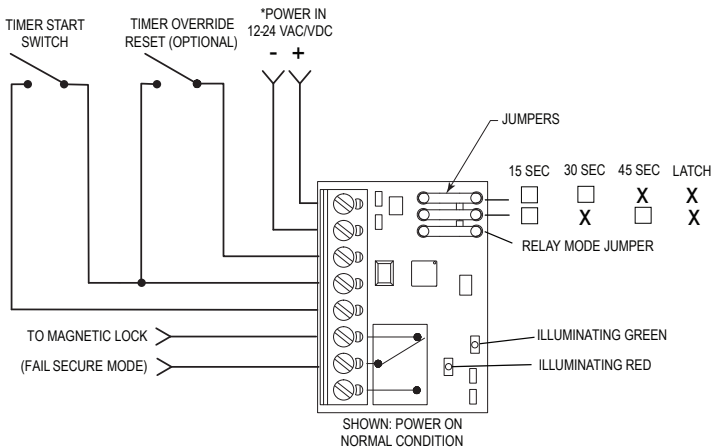 TIMER START
SWITCH
TIMER OVERRIDE
RESET (OPTIONAL)
*POWER IN
12-24 VAC/VDC
- +
JUMPERS
15 SEC 30 SEC 45 SEC LATCH
X X
X X
RELAY MODE JUMPER
TO MAGNETIC LOCK
(FAIL SECURE MODE)
ILLUMINATING GREEN
ILLUMINATING RED
SHOWN: POWER ON
NORMAL CONDITION